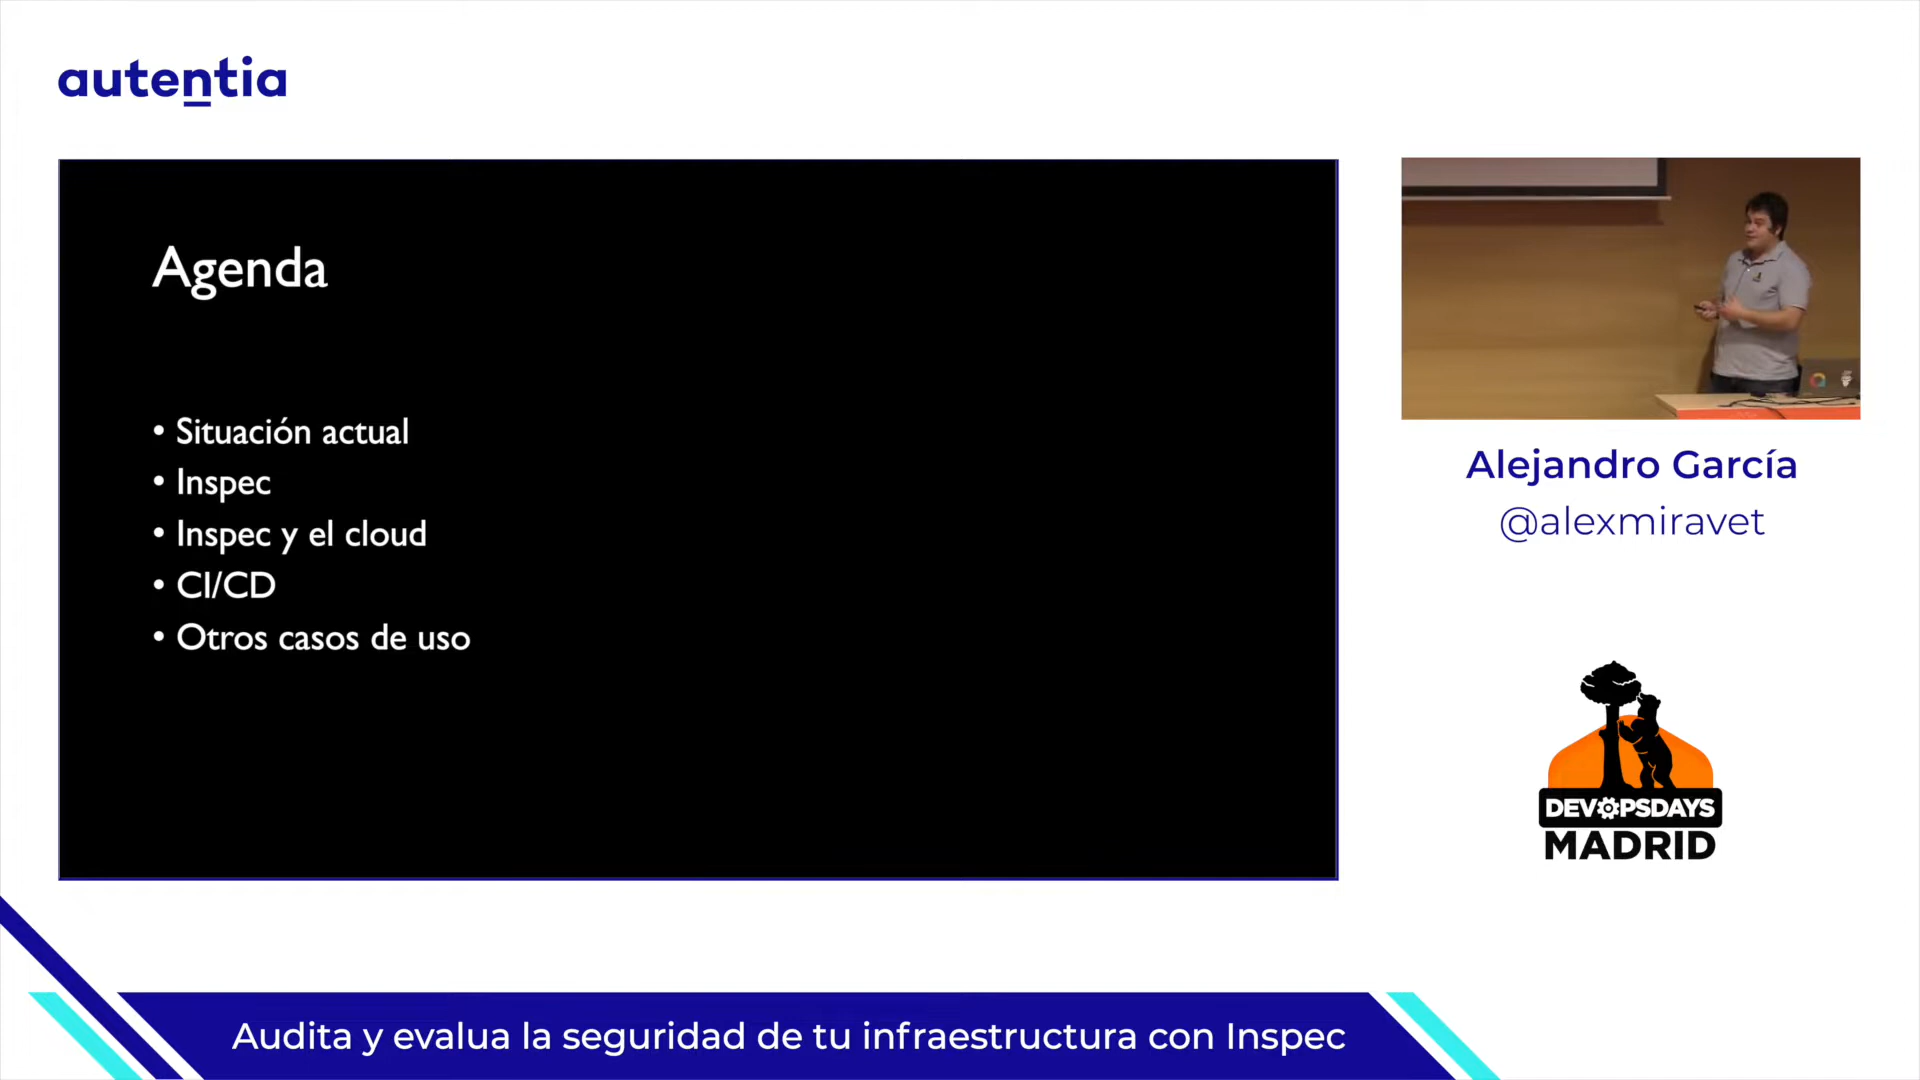 autentia
Agenda
• Situación actual
• Inspec
• Inspec y el cloud
• CI/CD
• Otros casos de uso
Alejandro García
@alexmiravet
DEVOPSDAYS
MADRID
Audita y evalua la seguridad de tu infraestructura con Inspec